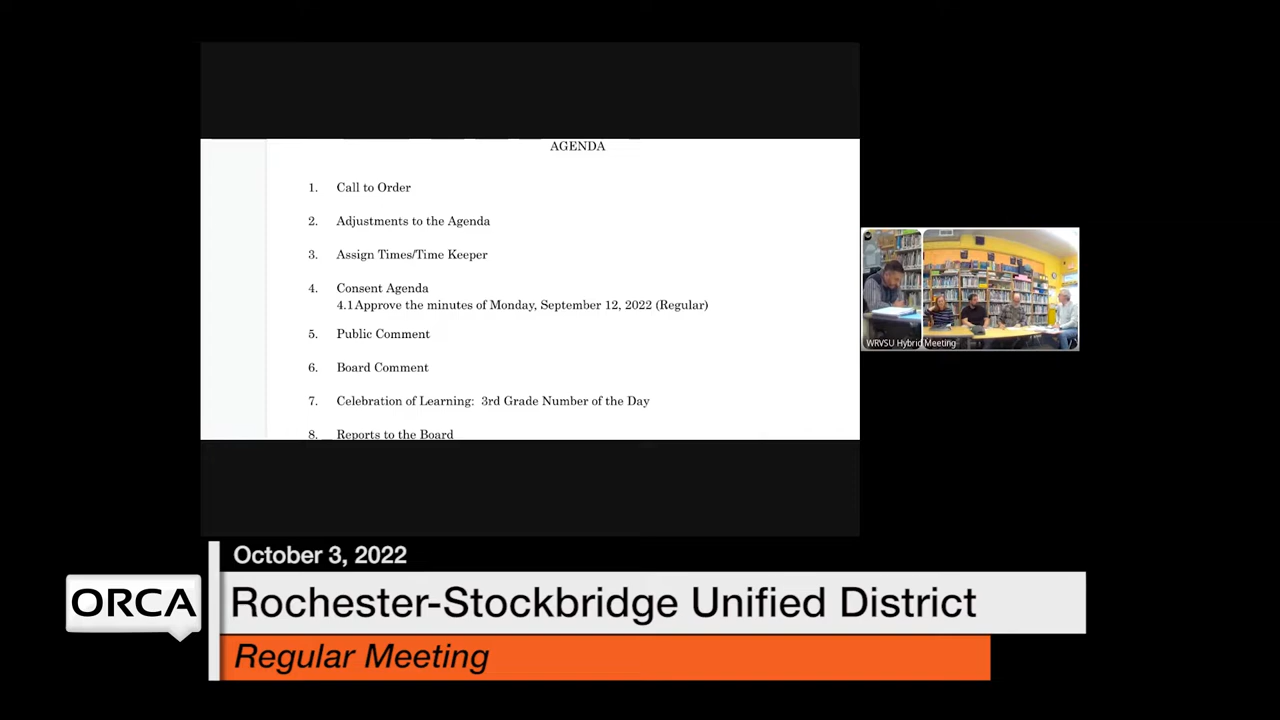 AGENDA
1. Call to Order
2. Adjustments to the Agenda
3. Assign Times/Time Keeper
4. Consent Agenda
4.1Approve the minutes of Monday, September 12, 2022 (Regular)
5. Public Comment
6. Board Comment
7. Celebration of Learning: 3rd Grade Number of the Day
8. Reports to the Board
WRVSU Hybrid Meeting
October 3, 2022
ORCA
Rochester-Stockbridge Unified District
Regular Meeting